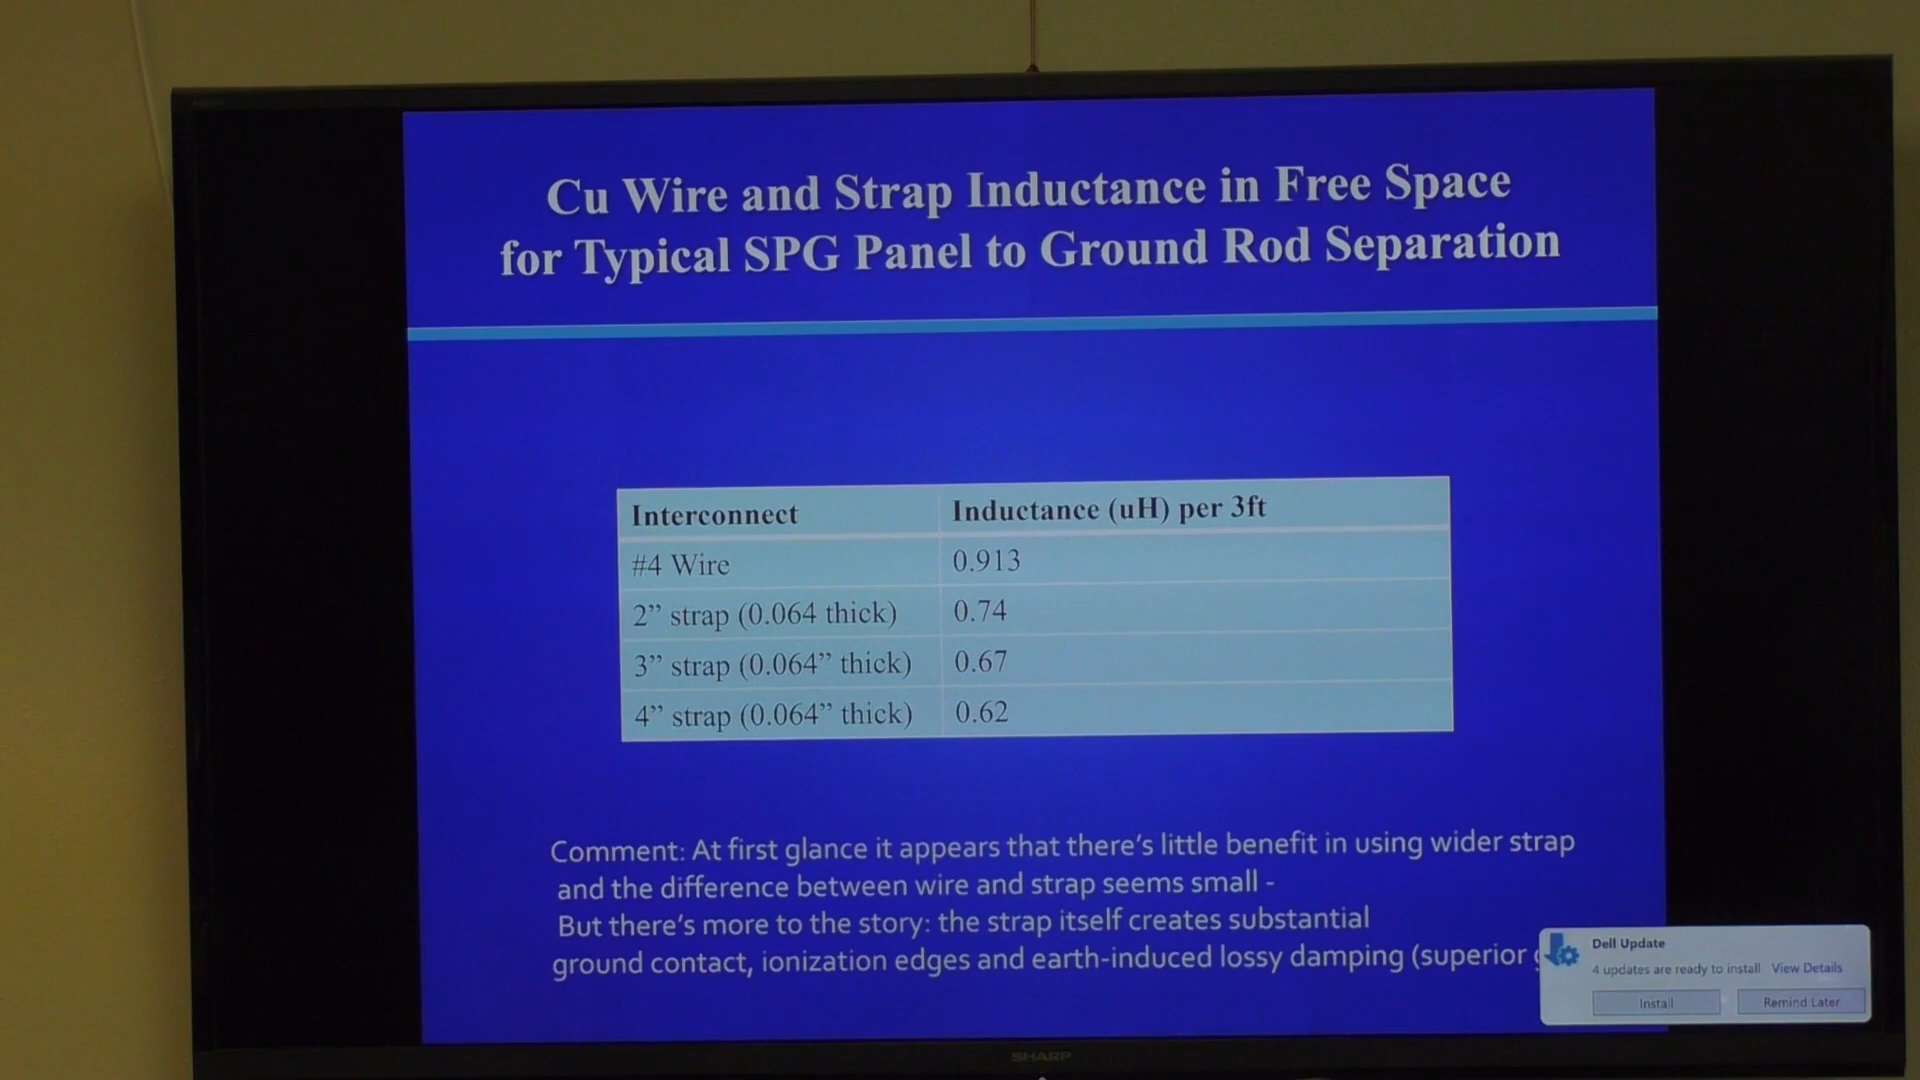 Cu Wire and Strap Inductance in Free Space
for Typical SPG Panel to Ground Rod Separation
Interconnect Inductance (uH) per 3ft
#4 Wire 0.913
2” strap (0.064 thick) 0.74
3” strap (0.064” thick) 0.67
4” strap (0.064” thick) 0.62
Comment: At first glance it appears that there’s little benefit in using wider strap
and the difference between wire and strap seems small -
But there’s more to the story: the strap itself creates substantial
ground contact, ionization edges and earth-induced lossy damping (superior
Dell Update
4 updates are ready to install View Details
Install Remind Later
SHARP